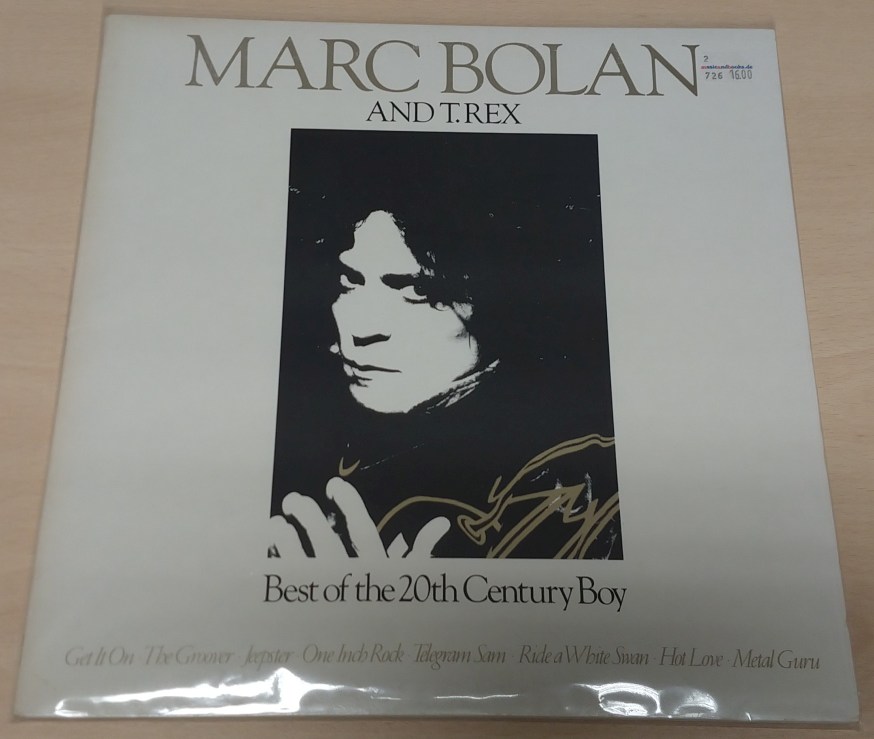 MARC BOLAN
2
726 1600
AND T.REX
Best of the 20th Century Boy
Get It On · The Groover · Jeepster · One Inch Rock · Telegram Sam · Ride a White Swan · Hot Love · Metal Guru